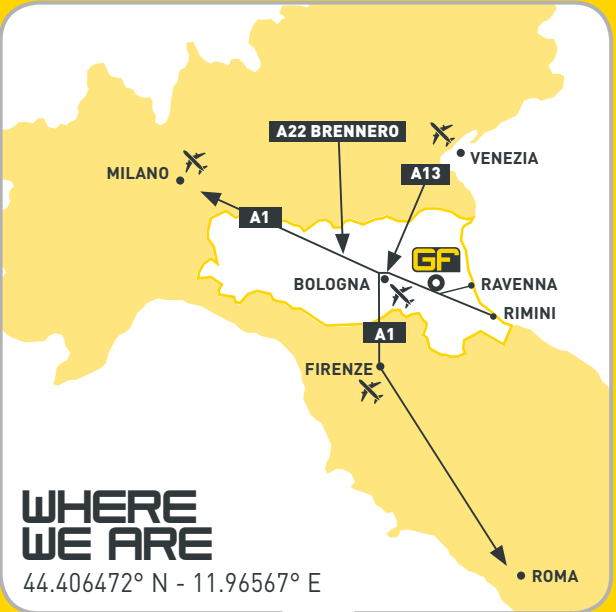 A22 BRENNERO
VENEZIA
MILANO
A13
A1
GF
BOLOGNA
RAVENNA
RIMINI
A1
FIRENZE
WHERE
WE ARE
44.406472° N - 11.96567° E
ROMA